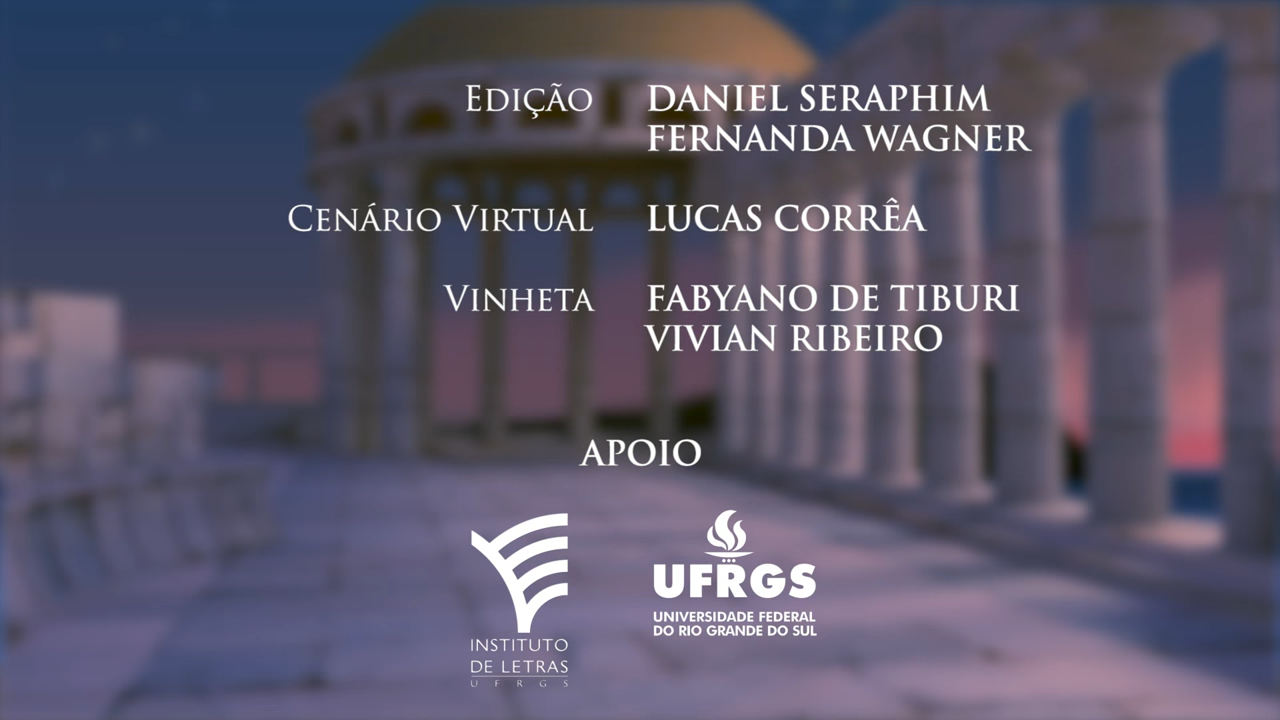 Edição DANIEL SERAPHIM
FERNANDA WAGNER
Cenário Virtual LUCAS CORRÊA
Vinheta FABYANO DE TIBURI
VIVIAN RIBEIRO
APOIO
INSTITUTO
DE LETRAS
UFRGS
UFRGS
UNIVERSIDADE FEDERAL
DO RIO GRANDE DO SUL